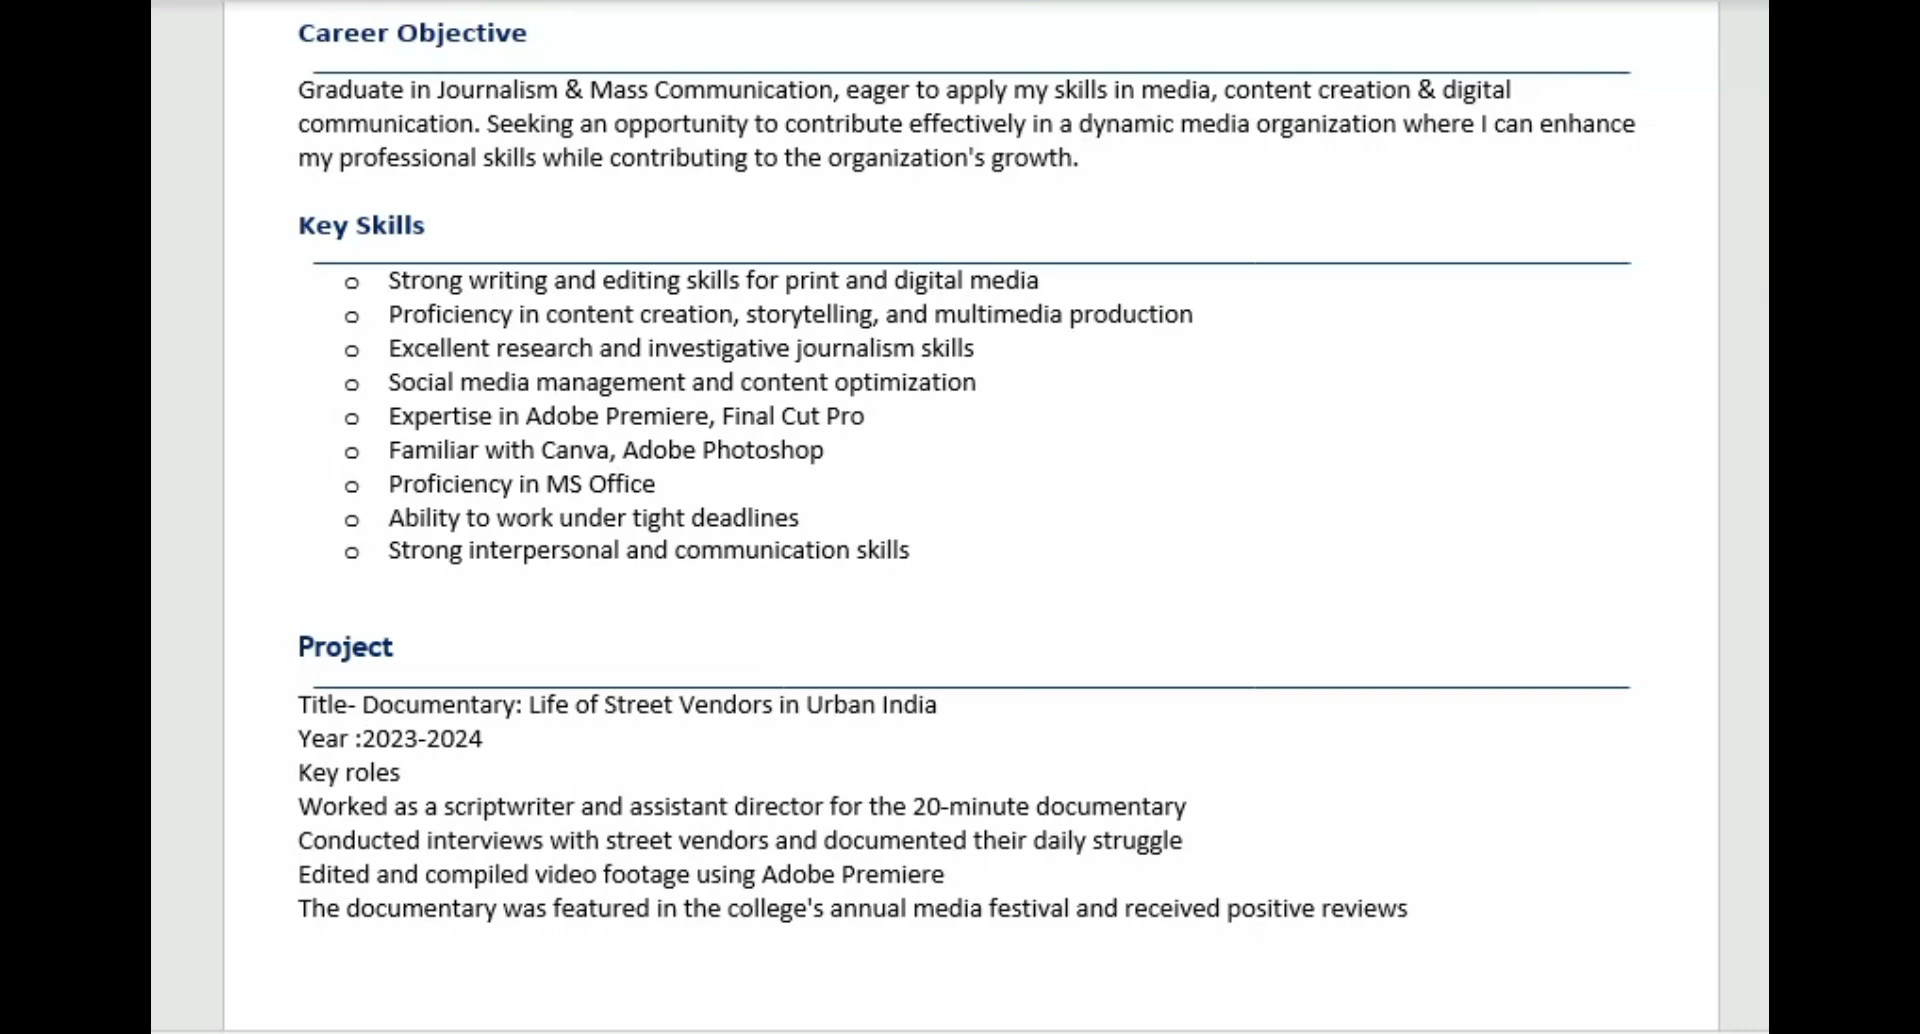 Career Objective
Graduate in Journalism & Mass Communication, eager to apply my skills in media, content creation & digital
communication. Seeking an opportunity to contribute effectively in a dynamic media organization where I can enhance
my professional skills while contributing to the organization's growth.
Key Skills
o Strong writing and editing skills for print and digital media
o Proficiency in content creation, storytelling, and multimedia production
o Excellent research and investigative journalism skills
o Social media management and content optimization
o Expertise in Adobe Premiere, Final Cut Pro
o Familiar with Canva, Adobe Photoshop
o Proficiency in MS Office
o Ability to work under tight deadlines
o Strong interpersonal and communication skills
Project
Title- Documentary: Life of Street Vendors in Urban India
Year :2023-2024
Key roles
Worked as a scriptwriter and assistant director for the 20-minute documentary
Conducted interviews with street vendors and documented their daily struggle
Edited and compiled video footage using Adobe Premiere
The documentary was featured in the college's annual media festival and received positive reviews